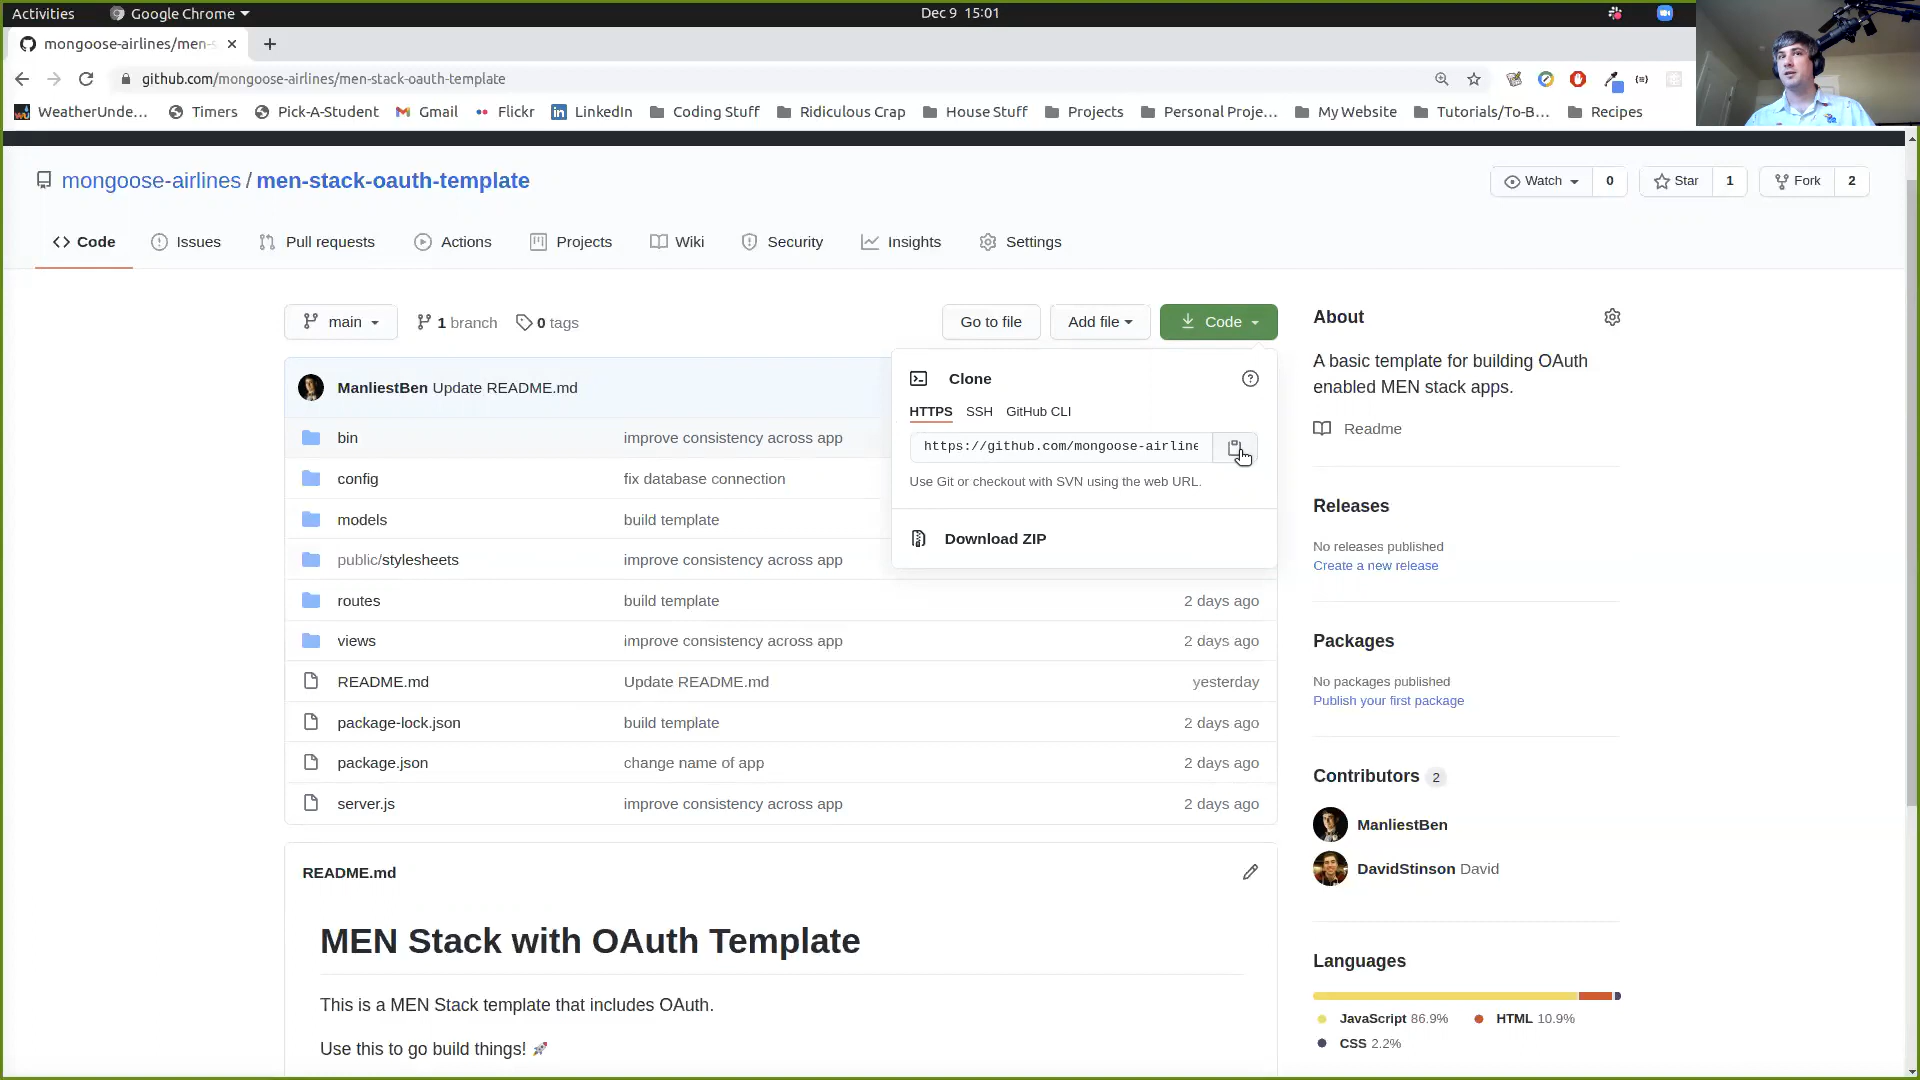 Activities
Google Chrome
Dec 9 15:01
mongoose-airlines/men-s
github.com/mongoose-airlines/men-stack-oauth-template
WeatherUnde...
Timers
Pick-A-Student
Gmail
Flickr
LinkedIn
Coding Stuff
Ridiculous Crap
House Stuff
Projects
Personal Proje...
My Website
Tutorials/To-B...
Recipes
mongoose-airlines / men-stack-oauth-template
Watch 0
Star 1
Fork 2
Code
Issues
Pull requests
Actions
Projects
Wiki
Security
Insights
Settings
main
1 branch
0 tags
Go to file
Add file
Code
ManliestBen Update README.md
bin improve consistency across app
config fix database connection
models build template
public/stylesheets improve consistency across app
routes build template 2 days ago
views improve consistency across app 2 days ago
README.md Update README.md yesterday
package-lock.json build template 2 days ago
package.json change name of app 2 days ago
server.js improve consistency across app 2 days ago
Clone
HTTPS SSH GitHub CLI
https://github.com/mongoose-airline
Use Git or checkout with SVN using the web URL.
Download ZIP
README.md
MEN Stack with OAuth Template
This is a MEN Stack template that includes OAuth.
Use this to go build things! 🚀
About
A basic template for building OAuth
enabled MEN stack apps.
Readme
Releases
No releases published
Create a new release
Packages
No packages published
Publish your first package
Contributors 2
ManliestBen
DavidStinson David
Languages
JavaScript 86.9%
HTML 10.9%
CSS 2.2%